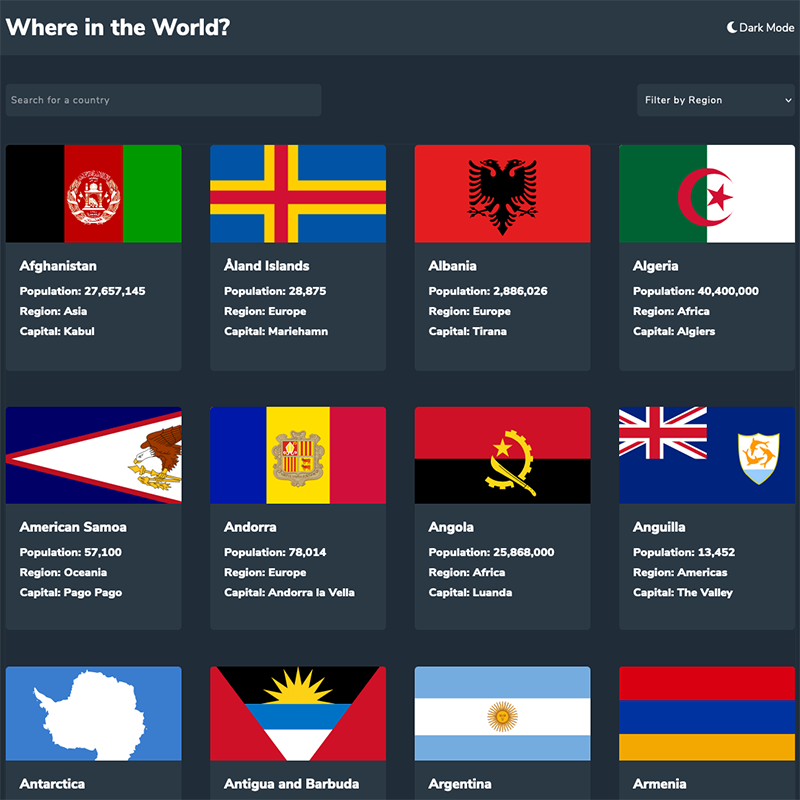 Where in the World?
Dark Mode
Search for a country
Filter by Region
Afghanistan
Population: 27,657,145
Region: Asia
Capital: Kabul
Åland Islands
Population: 28,875
Region: Europe
Capital: Mariehamn
Albania
Population: 2,886,026
Region: Europe
Capital: Tirana
Algeria
Population: 40,400,000
Region: Africa
Capital: Algiers
American Samoa
Population: 57,100
Region: Oceania
Capital: Pago Pago
Andorra
Population: 78,014
Region: Europe
Capital: Andorra la Vella
Angola
Population: 25,868,000
Region: Africa
Capital: Luanda
Anguilla
Population: 13,452
Region: Americas
Capital: The Valley
Antarctica
Antigua and Barbuda
Argentina
Armenia